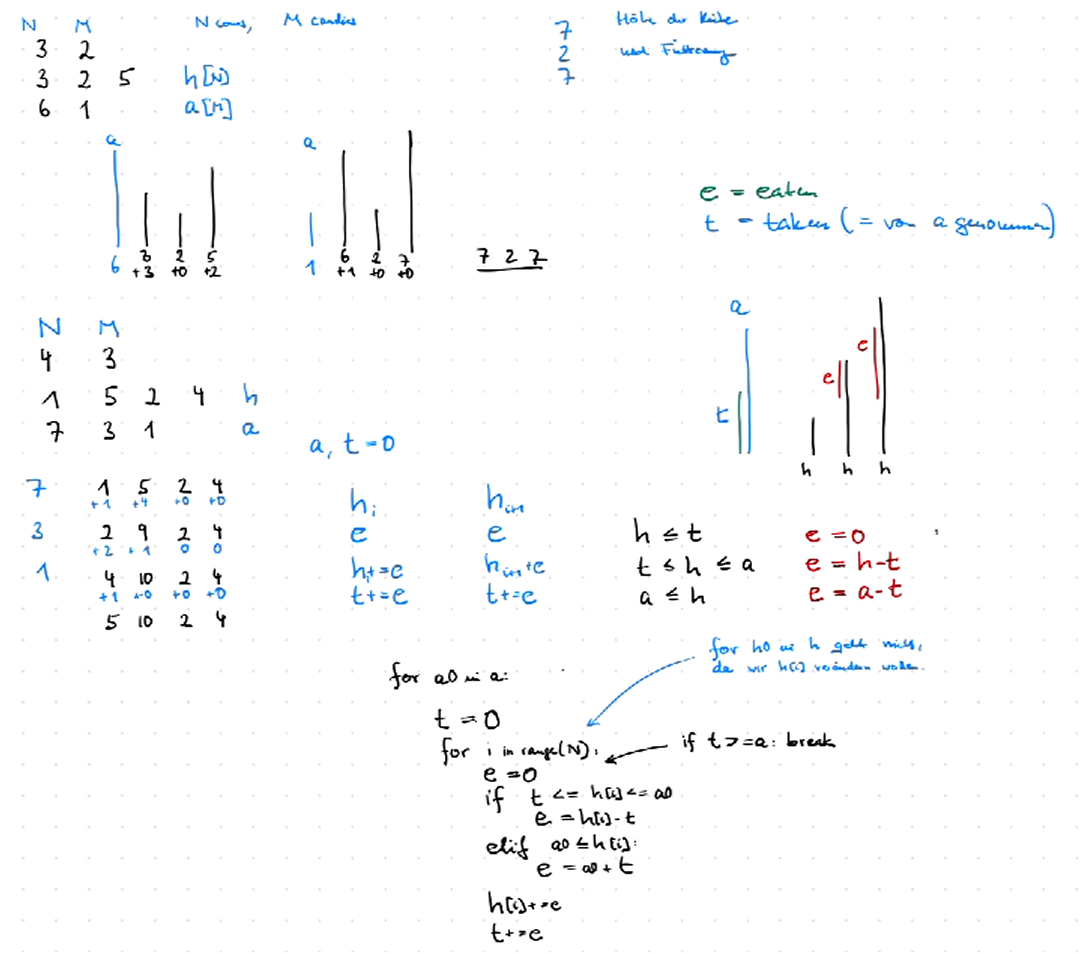 N M N cows, M candies
3 2
3 2 5 h[N]
6 1 a[M]
7 Höhe der Kühe
2 und Fütterung
7
a
6 3 2 5
+3 +0 +2
a
1 6 2 7
+1 +0 +0
7 2 7
e = eaten
t = taken (= von a genommen)
N M
4 3
1 5 2 4 h
7 3 1 a
a
t e e
h h h
a, t = 0
7 1 5 2 4
+1 +4 +0 +0
3 2 9 2 4
+2 +1 0 0
1 4 10 2 4
+1 +0 +0 +0
5 10 2 4
hᵢ hᵢ₊₁
e e
hᵢ+=e hᵢ₊₁+e
t+=e t+=e
h ≤ t e = 0
t ≤ h ≤ a e = h-t
a ≤ h e = a-t
for h0 in h geht nicht,
da wir h[i] verändern wollen.
for a0 in a:
t = 0
for i in range(N):
if t >= a: break
e = 0
if t <= h[i] <= a0
e = h[i]-t
elif a0 ≤ h[i]:
e = a0 + t
h[i]+=e
t+=e